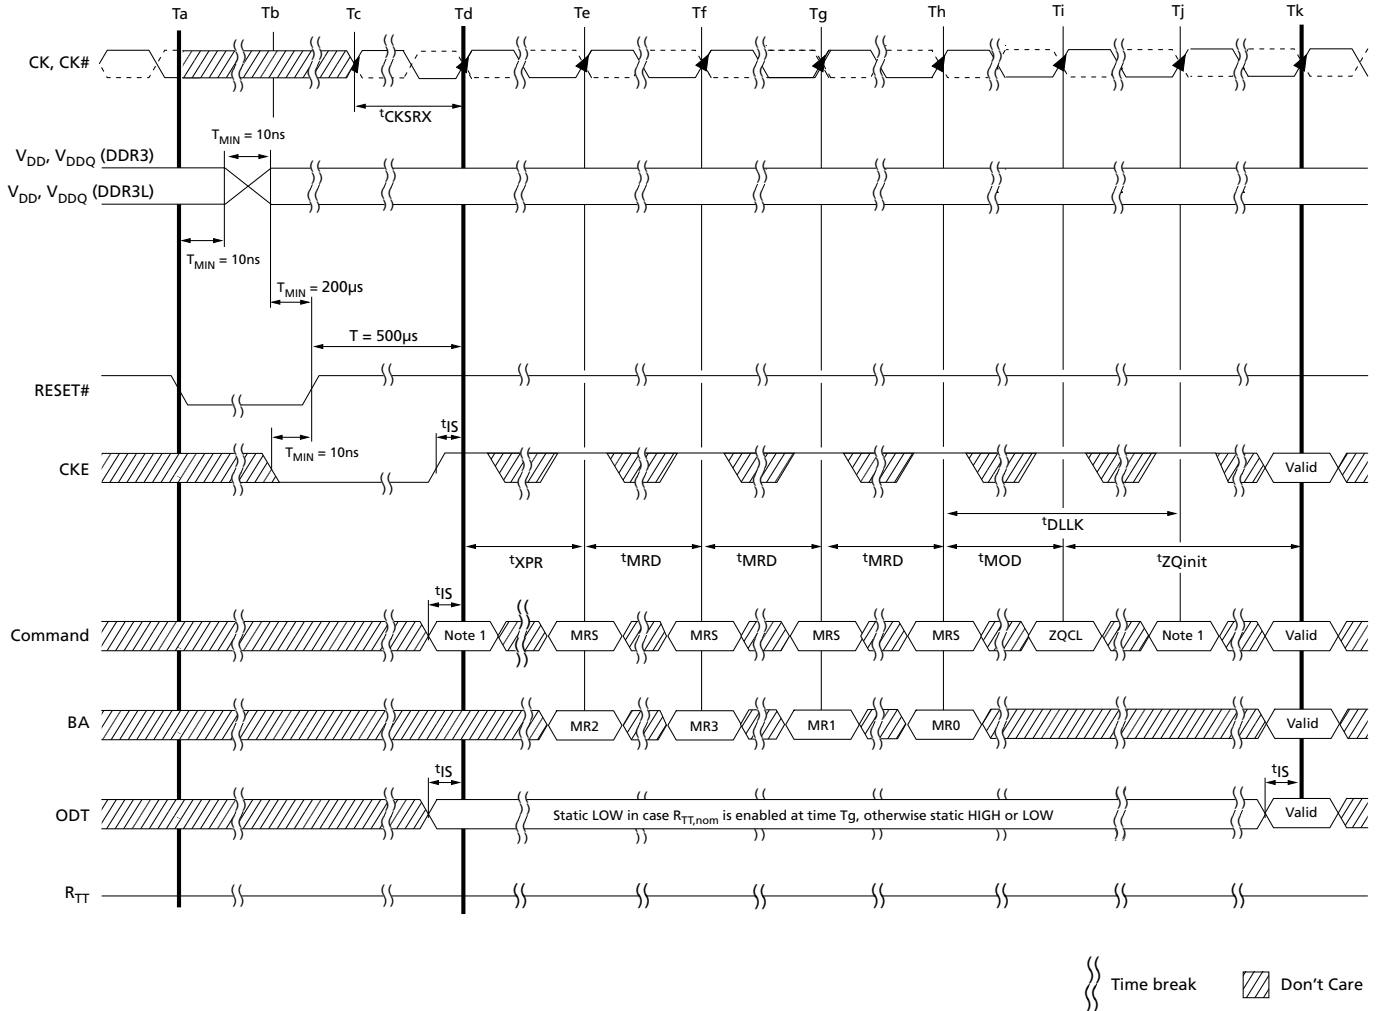 Ta Tb Tc Td Te Tf Tg Th Ti Tj Tk
CK, CK#
tCKSRX
TMIN = 10ns
VDD, VDDQ (DDR3)
VDD, VDDQ (DDR3L)
TMIN = 10ns
TMIN = 200µs
T = 500µs
RESET#
tIS
TMIN = 10ns
CKE Valid
tDLLK
tXPR tMRD tMRD tMRD tMOD tZQinit
tIS
Command Note 1 MRS MRS MRS MRS ZQCL Note 1 Valid
BA MR2 MR3 MR1 MR0 Valid
tIS tIS
ODT Static LOW in case RTT,nom is enabled at time Tg, otherwise static HIGH or LOW Valid
RTT
Time break Don't Care